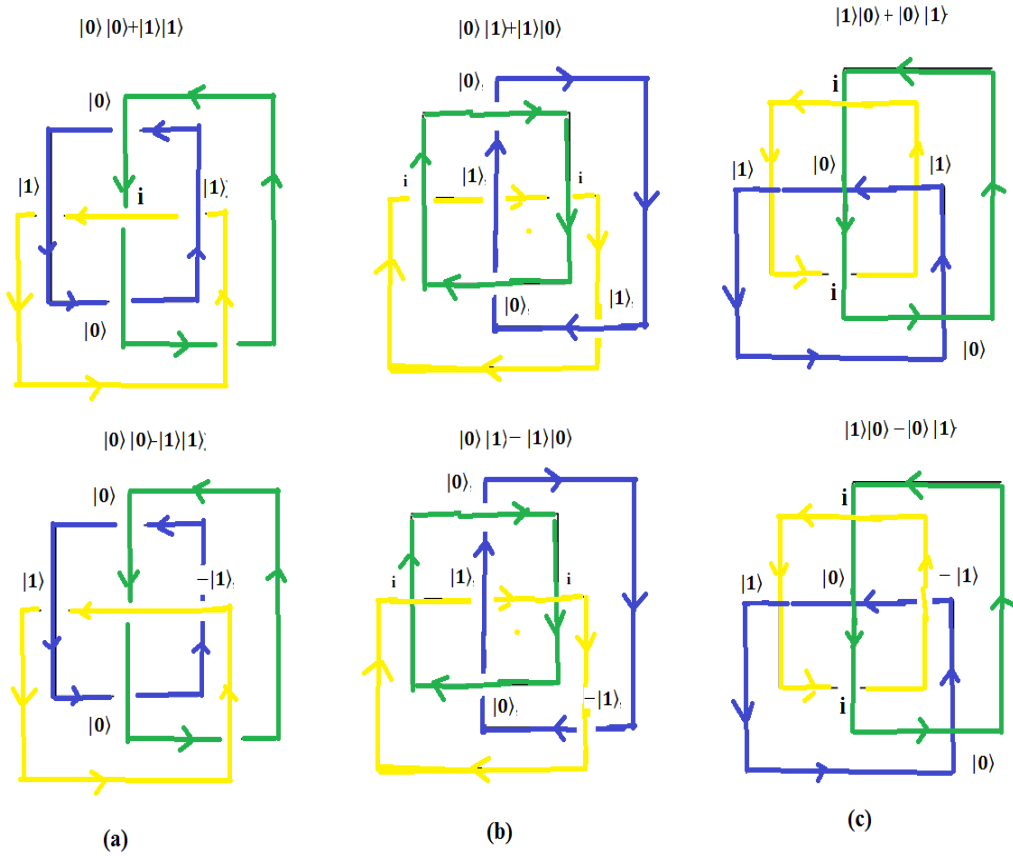 |0⟩ |0⟩+|1⟩|1⟩
|0⟩ |1⟩+|1⟩|0⟩
|1⟩|0⟩ + |0⟩ |1⟩
|0⟩
|1⟩
i
|1⟩
|0⟩
|0⟩
i
|1⟩
i
|0⟩
|1⟩
i
|1⟩
|0⟩
|1⟩
i
|0⟩
|0⟩ |0⟩-|1⟩|1⟩
|0⟩ |1⟩ − |1⟩|0⟩
|1⟩|0⟩ − |0⟩ |1⟩
|0⟩
|1⟩
−|1⟩
|0⟩
|0⟩
i
|1⟩
i
|0⟩
−|1⟩
i
|1⟩
|0⟩
−|1⟩
i
|0⟩
(a)
(b)
(c)